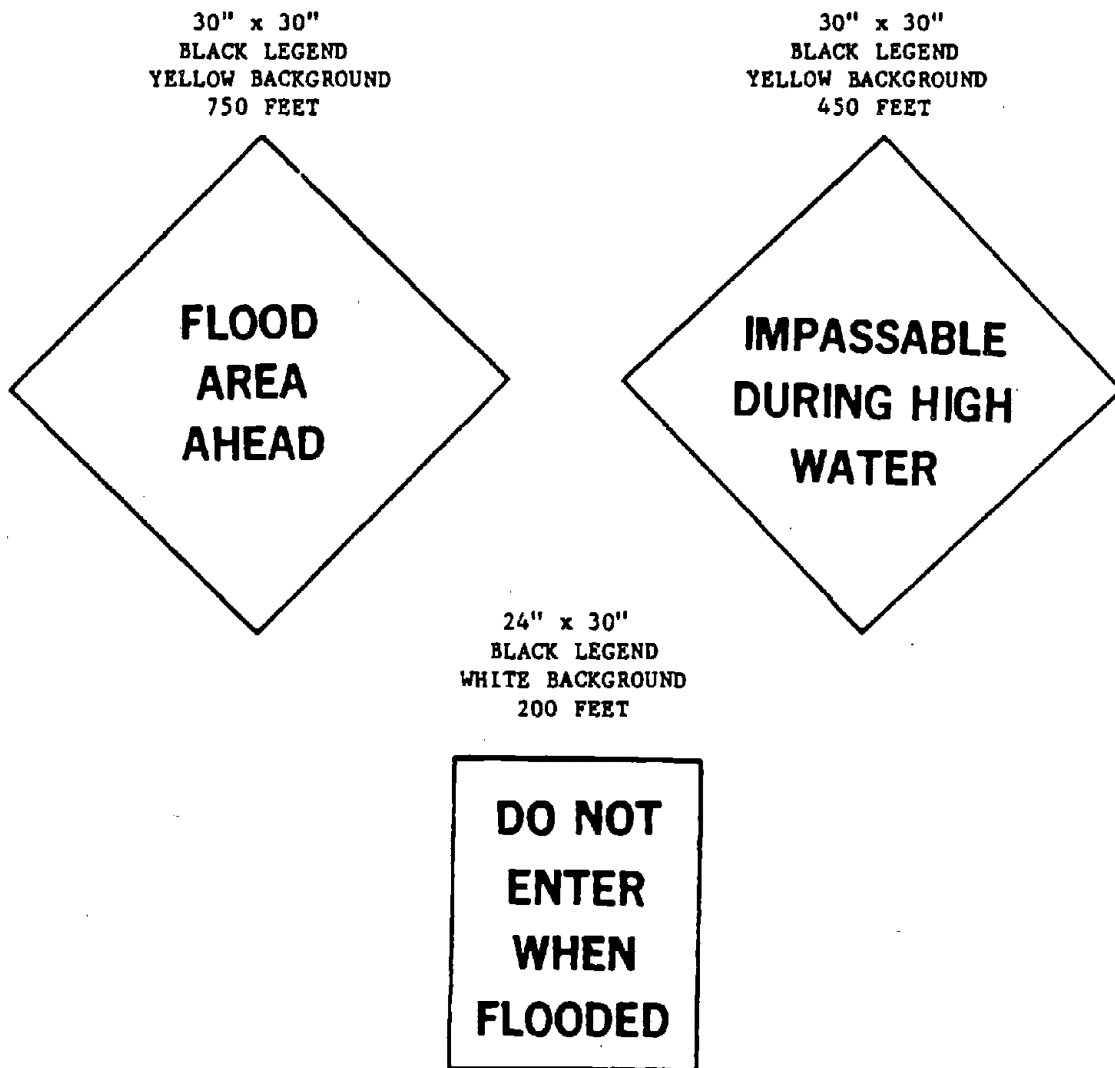 30" x 30"
BLACK LEGEND
YELLOW BACKGROUND
750 FEET
FLOOD
AREA
AHEAD
30" x 30"
BLACK LEGEND
YELLOW BACKGROUND
450 FEET
IMPASSABLE
DURING HIGH
WATER
24" x 30"
BLACK LEGEND
WHITE BACKGROUND
200 FEET
DO NOT
ENTER
WHEN
FLOODED